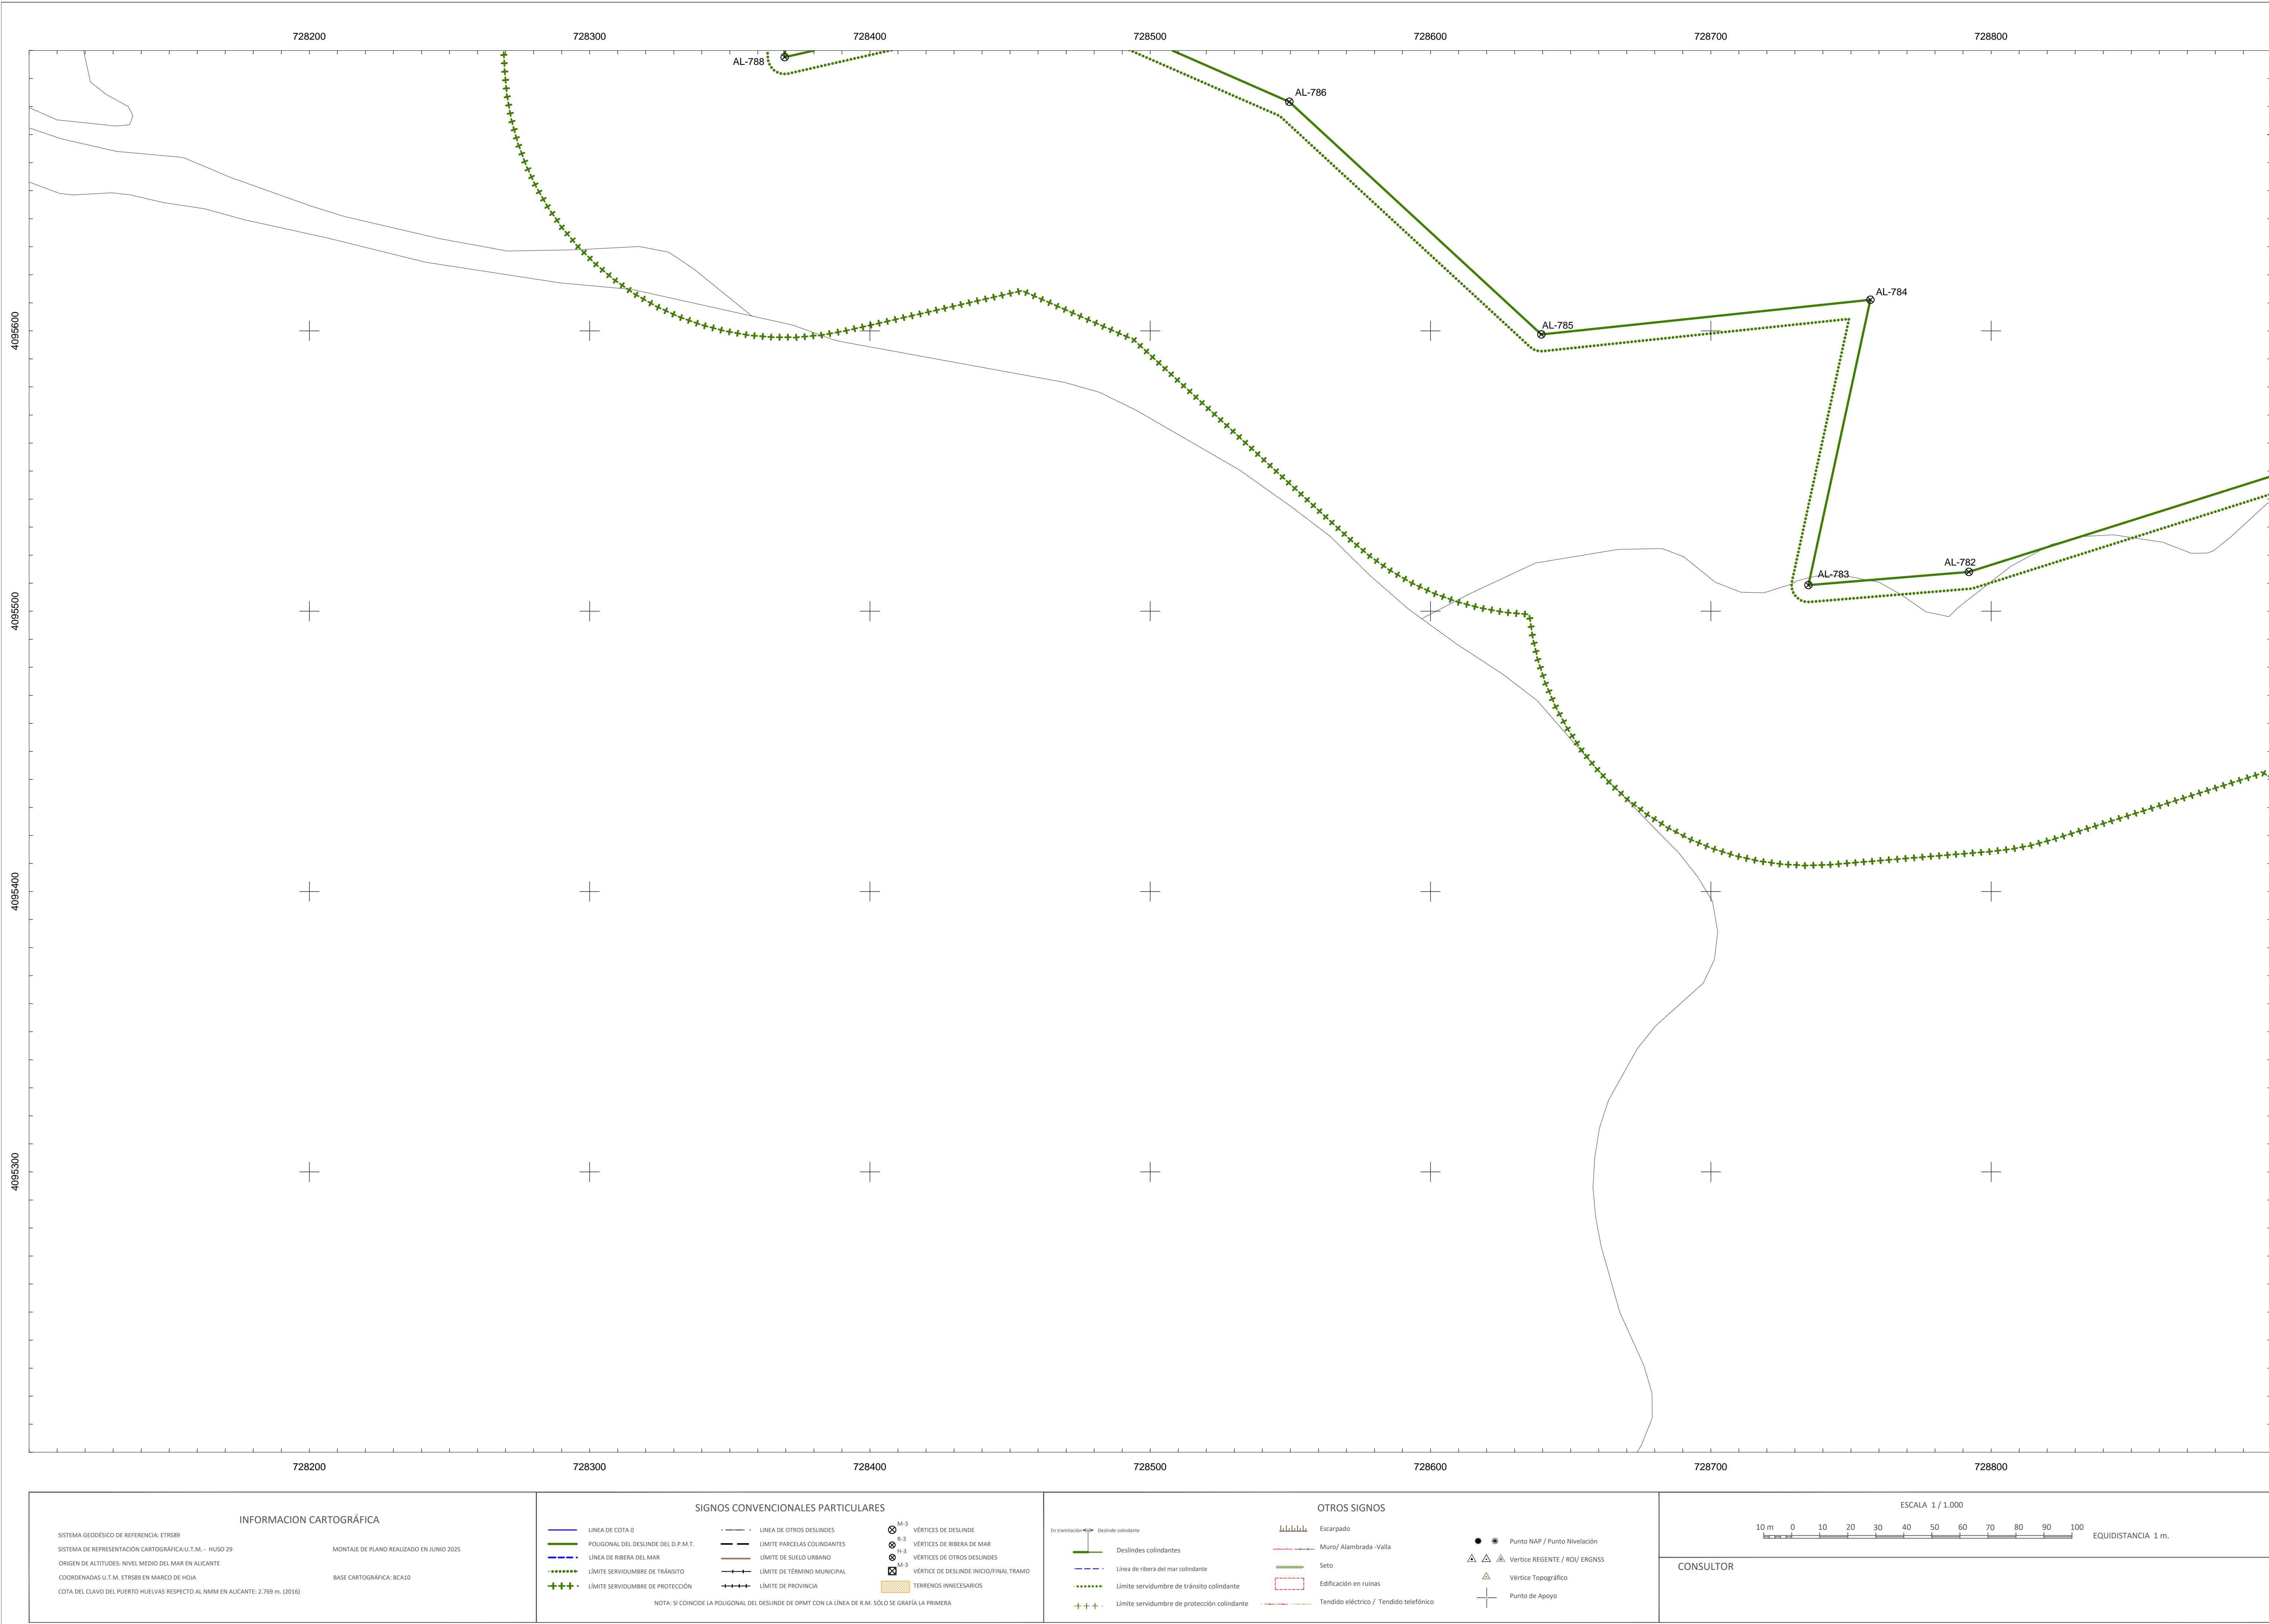 728200 728300 728400 728500 728600 728700 728800
AL-788
AL-786
AL-784
4095600
AL-785
AL-782
AL-783
4095500
4095400
4095300
728200 728300 728400 728500 728600 728700 728800
INFORMACION CARTOGRÁFICA
SISTEMA GEODÉSICO DE REFERENCIA: ETRS89
SISTEMA DE REPRESENTACIÓN CARTOGRÁFICA:U.T.M. - HUSO 29
MONTAJE DE PLANO REALIZADO EN JUNIO 2025
ORIGEN DE ALTITUDES: NIVEL MEDIO DEL MAR EN ALICANTE
COORDENADAS U.T.M. ETRS89 EN MARCO DE HOJA
BASE CARTOGRÁFICA: BCA10
COTA DEL CLAVO DEL PUERTO HUELVAS RESPECTO AL NMM EN ALICANTE: 2.769 m. (2016)
SIGNOS CONVENCIONALES PARTICULARES
LINEA DE COTA 0
POLIGONAL DEL DESLINDE DEL D.P.M.T.
LÍNEA DE RIBERA DEL MAR
LÍMITE SERVIDUMBRE DE TRÁNSITO
LÍMITE SERVIDUMBRE DE PROTECCIÓN
LINEA DE OTROS DESLINDES
LIMITE PARCELAS COLINDANTES
LÍMITE DE SUELO URBANO
LÍMITE DE TÉRMINO MUNICIPAL
LÍMITE DE PROVINCIA
M-3 VÉRTICES DE DESLINDE
R-3 VÉRTICES DE RIBERA DE MAR
H-3 VÉRTICES DE OTROS DESLINDES
M-3 VÉRTICE DE DESLINDE INICIO/FINAL TRAMO
TERRENOS INNECESARIOS
NOTA: SI COINCIDE LA POLIGONAL DEL DESLINDE DE DPMT CON LA LÍNEA DE R.M. SÓLO SE GRAFÍA LA PRIMERA
OTROS SIGNOS
En tramitación Deslinde colindante
Deslindes colindantes
Línea de ribera del mar colindante
Límite servidumbre de tránsito colindante
Límite servidumbre de protección colindante
Escarpado
Muro/ Alambrada -Valla
Seto
Edificación en ruinas
Tendido eléctrico / Tendido telefónico
Punto NAP / Punto Nivelación
Vertice REGENTE / ROI/ ERGNSS
Vértice Topográfico
Punto de Apoyo
ESCALA 1 / 1.000
10 m 0 10 20 30 40 50 60 70 80 90 100
EQUIDISTANCIA 1 m.
CONSULTOR